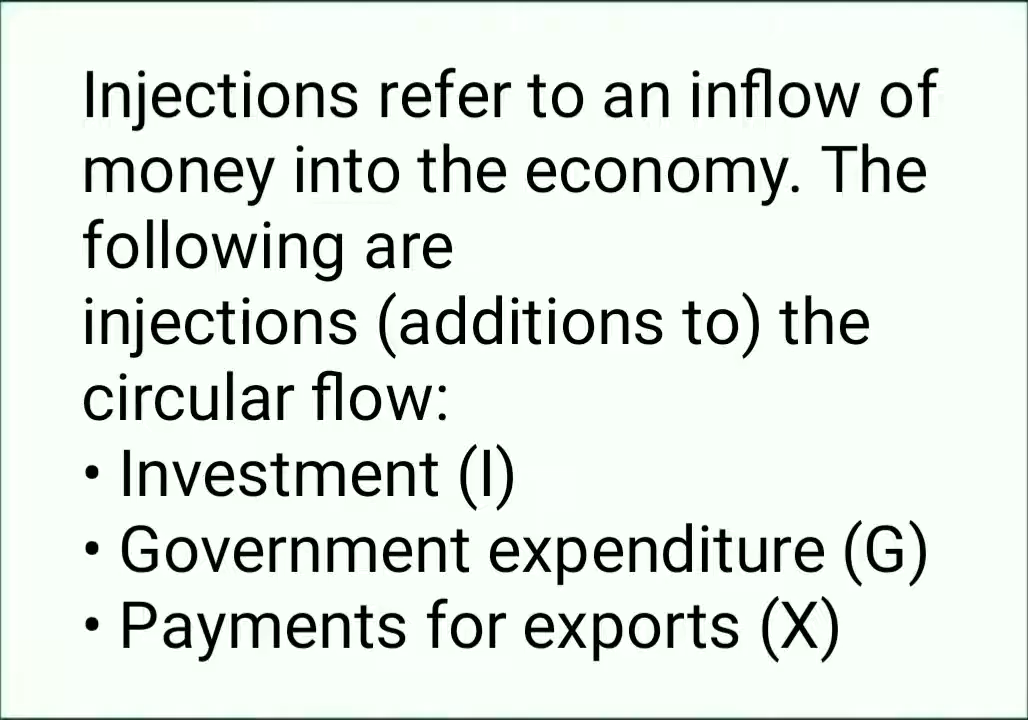 Injections refer to an inflow of
money into the economy. The
following are
injections (additions to) the
circular flow:
• Investment (I)
• Government expenditure (G)
• Payments for exports (X)